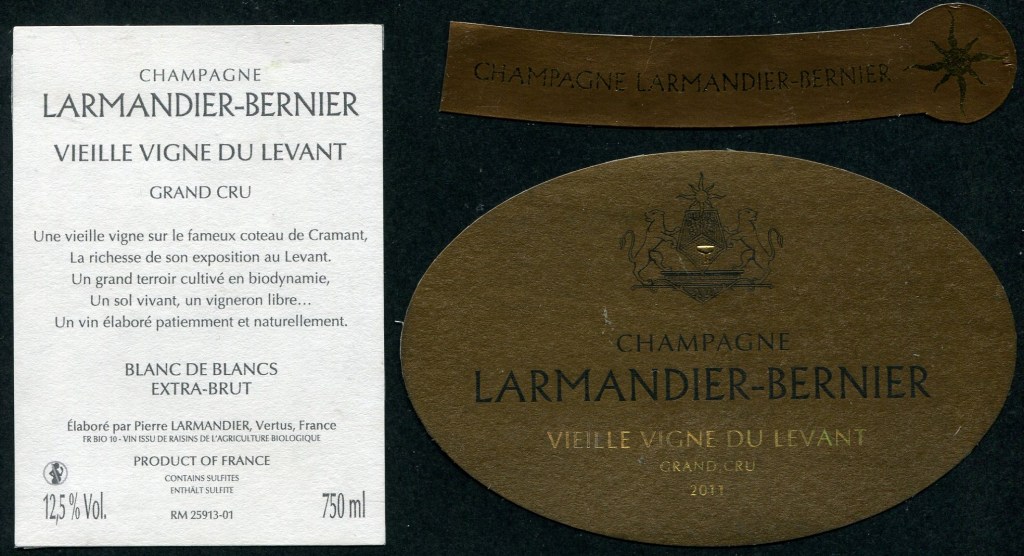 CHAMPAGNE
LARMANDIER-BERNIER
VIEILLE VIGNE DU LEVANT
GRAND CRU
Une vieille vigne sur le fameux coteau de Cramant,
La richesse de son exposition au Levant.
Un grand terroir cultivé en biodynamie,
Un sol vivant, un vigneron libre...
Un vin élaboré patiemment et naturellement.
BLANC DE BLANCS
EXTRA-BRUT
Élaboré par Pierre LARMANDIER, Vertus, France
FR BIO 10 - VIN ISSU DE RAISINS DE L'AGRICULTURE BIOLOGIQUE
PRODUCT OF FRANCE
CONTAINS SULFITES
ENTHÄLT SULFITE
12,5 % Vol.
RM 25913-01
750 ml
CHAMPAGNE LARMANDIER-BERNIER
CHAMPAGNE
LARMANDIER-BERNIER
VIEILLE VIGNE DU LEVANT
GRAND CRU
2011